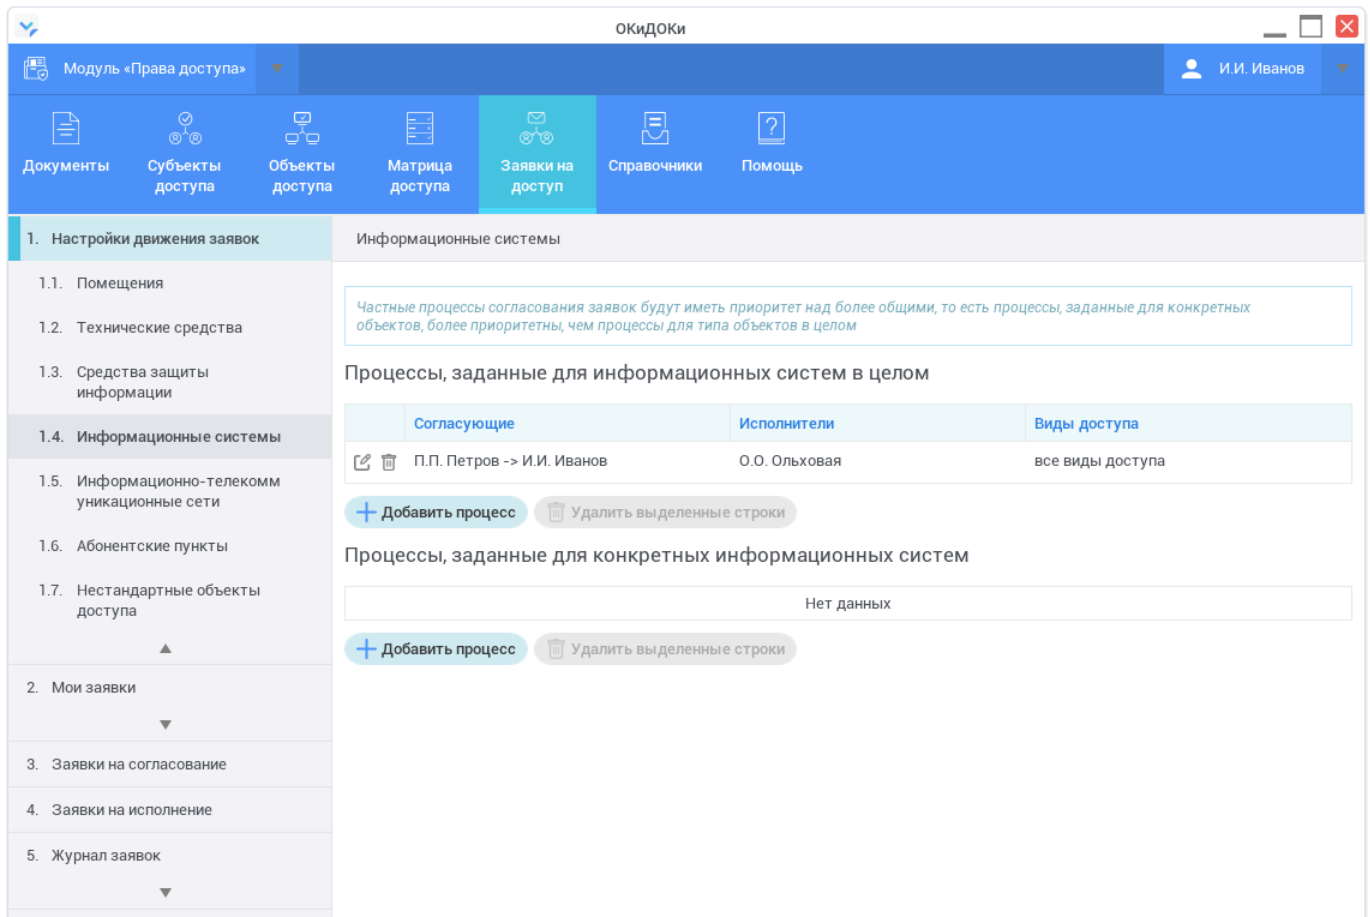 ОКиДОКи
Модуль «Права доступа»
И.И. Иванов
Документы
Субъекты
доступа
Объекты
доступа
Матрица
доступа
Заявки на
доступ
Справочники
Помощь
1. Настройки движения заявок
1.1. Помещения
1.2. Технические средства
1.3. Средства защиты
информации
1.4. Информационные системы
1.5. Информационно-телекомм
уникационные сети
1.6. Абонентские пункты
1.7. Нестандартные объекты
доступа
2. Мои заявки
3. Заявки на согласование
4. Заявки на исполнение
5. Журнал заявок
Информационные системы
Частные процессы согласования заявок будут иметь приоритет над более общими, то есть процессы, заданные для конкретных
объектов, более приоритетны, чем процессы для типа объектов в целом
Процессы, заданные для информационных систем в целом
Согласующие Исполнители Виды доступа
П.П. Петров -> И.И. Иванов О.О. Ольховая все виды доступа
Добавить процесс Удалить выделенные строки
Процессы, заданные для конкретных информационных систем
Нет данных
Добавить процесс Удалить выделенные строки